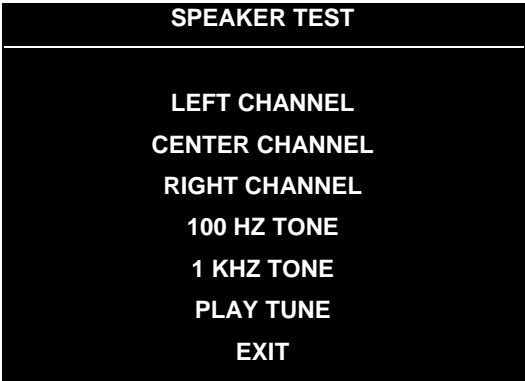 SPEAKER TEST
LEFT CHANNEL
CENTER CHANNEL
RIGHT CHANNEL
100 HZ TONE
1 KHZ TONE
PLAY TUNE
EXIT